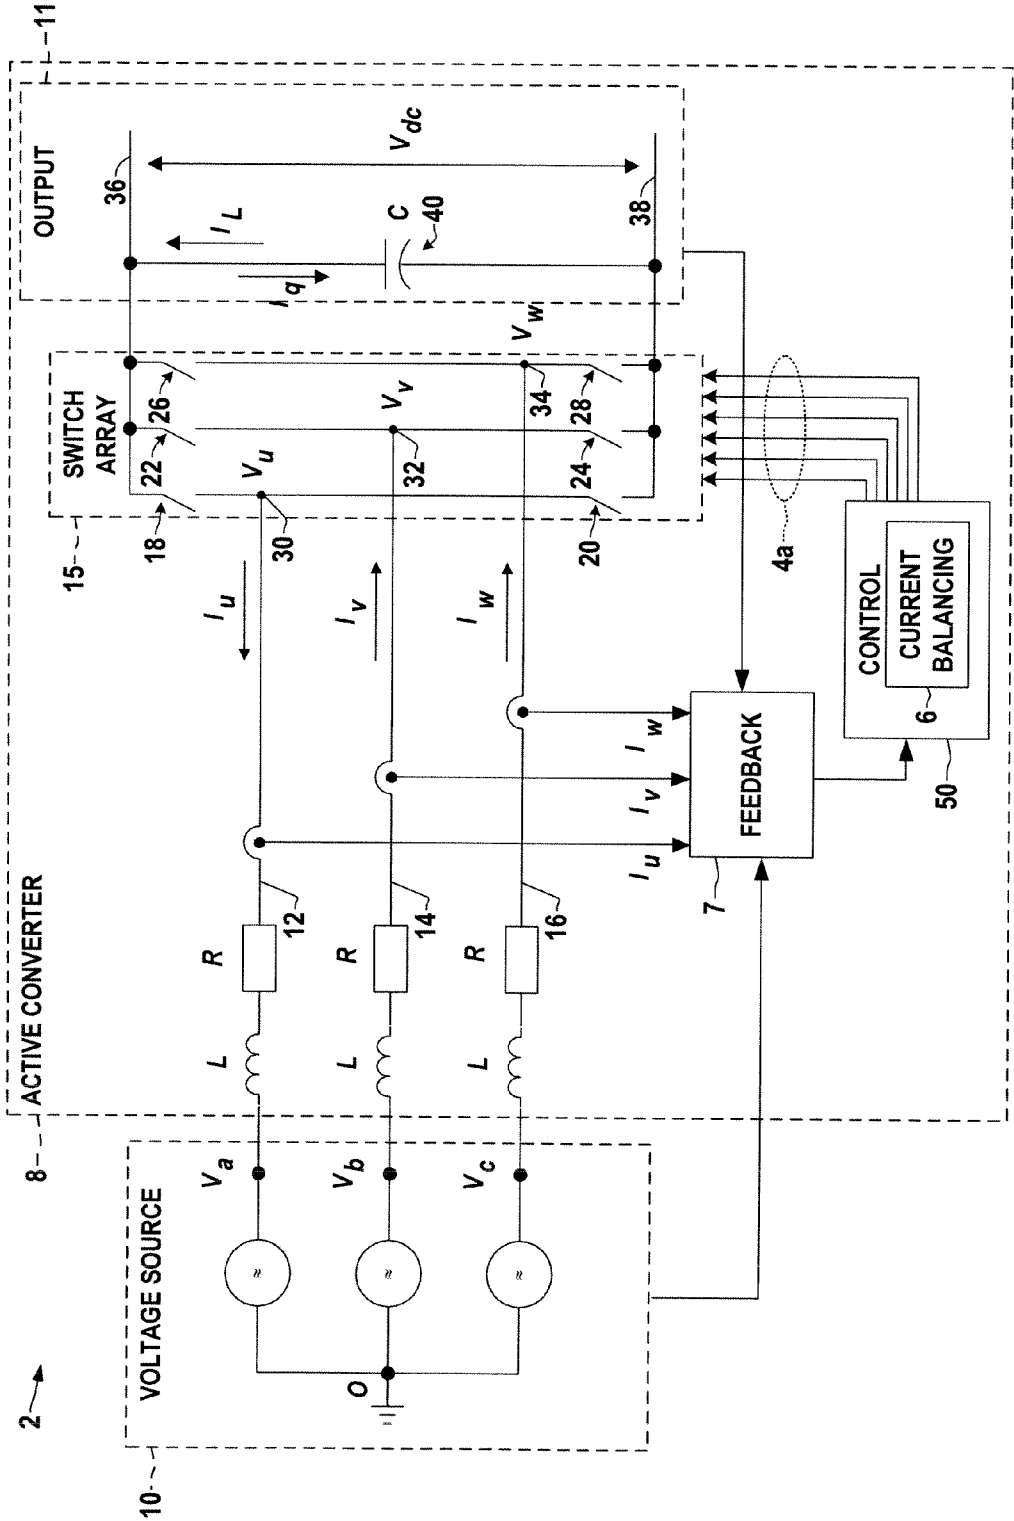 2
10
VOLTAGE SOURCE
O
Va
Vb
Vc
8
ACTIVE CONVERTER
L
R
12
L
R
14
L
R
16
Iu
Iv
Iw
7
FEEDBACK
Iu
Iv
Iw
50
CONTROL
6
CURRENT
BALANCING
4a
15
SWITCH
ARRAY
18
22
26
Vu
30
Vv
32
Vw
34
20
24
28
11
OUTPUT
36
IL
Iq
C
40
Vdc
38